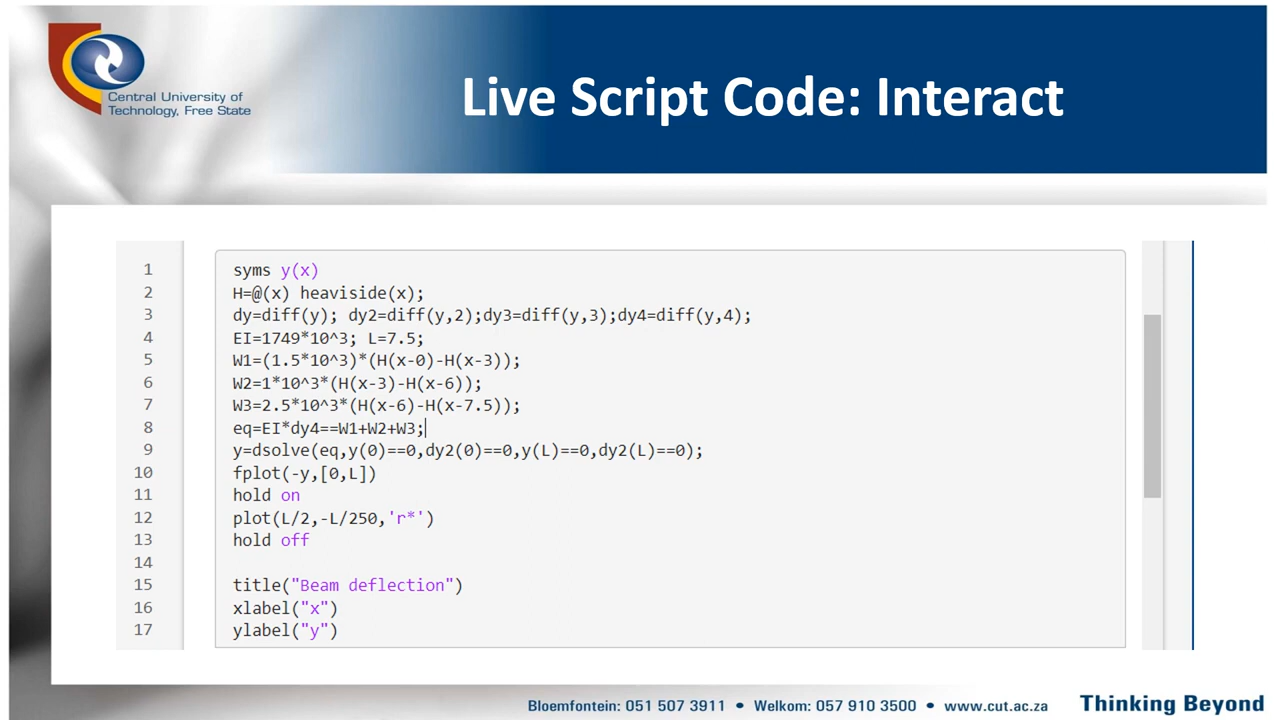 Central University of
Technology, Free State
Live Script Code: Interact
1 syms y(x)
2 H=@(x) heaviside(x);
3 dy=diff(y); dy2=diff(y,2);dy3=diff(y,3);dy4=diff(y,4);
4 EI=1749*10^3; L=7.5;
5 W1=(1.5*10^3)*(H(x-0)-H(x-3));
6 W2=1*10^3*(H(x-3)-H(x-6));
7 W3=2.5*10^3*(H(x-6)-H(x-7.5));
8 eq=EI*dy4==W1+W2+W3;
9 y=dsolve(eq,y(0)==0,dy2(0)==0,y(L)==0,dy2(L)==0);
10 fplot(-y,[0,L])
11 hold on
12 plot(L/2,-L/250,'r*')
13 hold off
14
15 title("Beam deflection")
16 xlabel("x")
17 ylabel("y")
Bloemfontein: 051 507 3911 • Welkom: 057 910 3500 • www.cut.ac.za Thinking Beyond